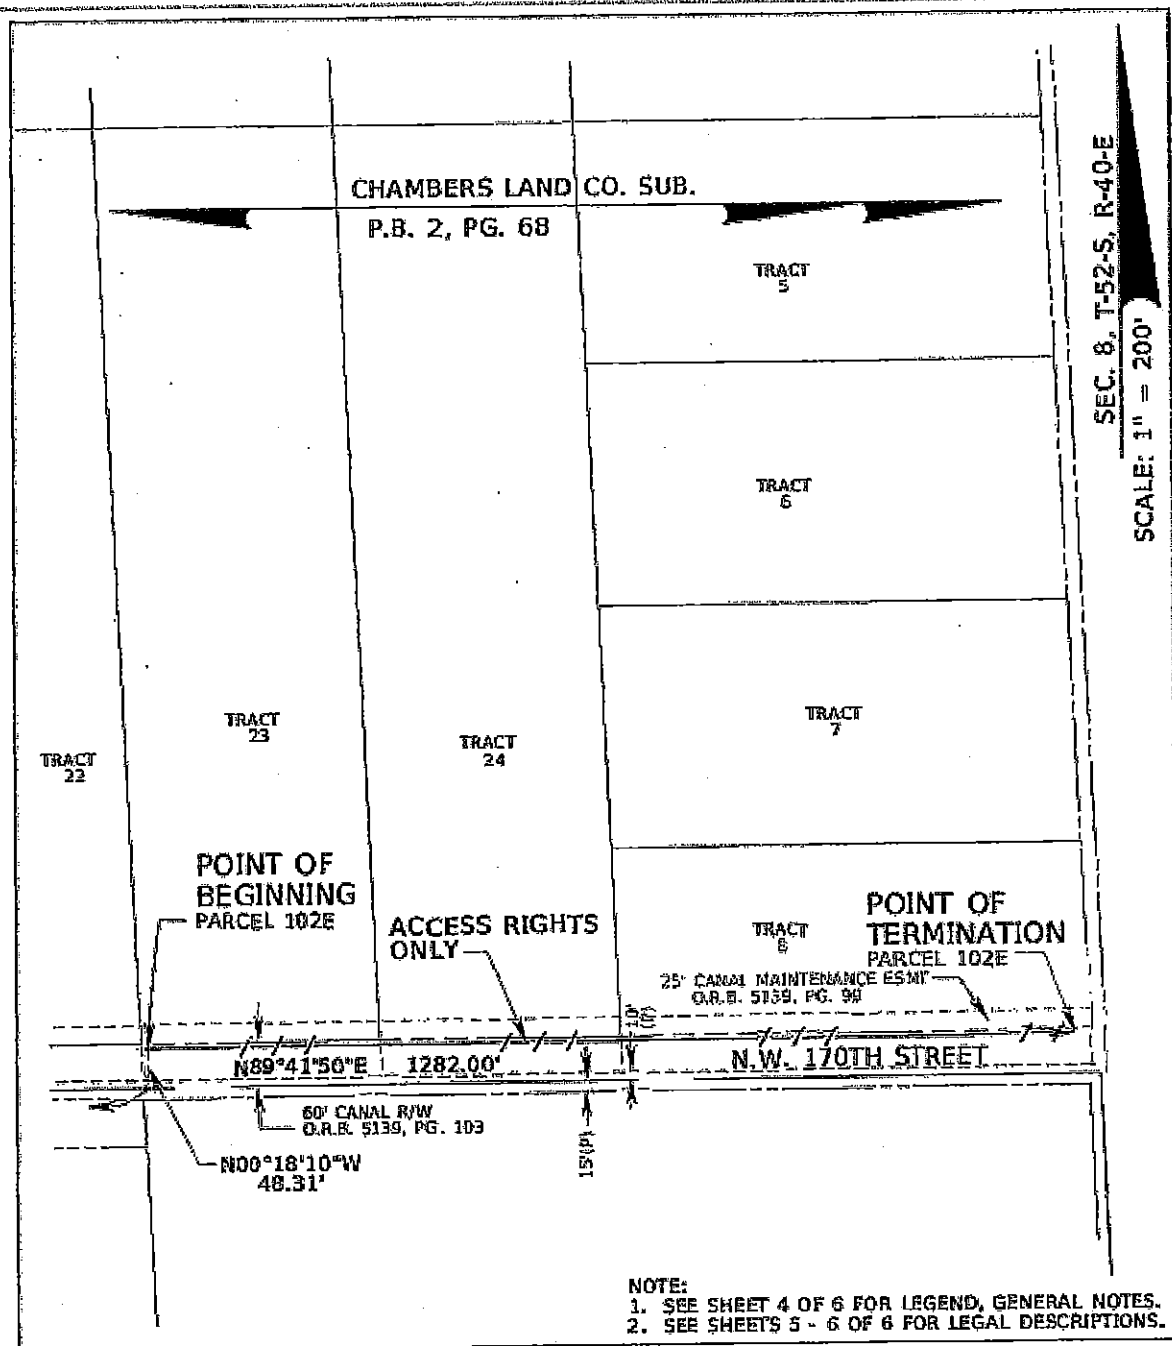 CHAMBERS LAND CO. SUB.
P.B. 2, PG. 68
SEC. 8, T-52-S, R-40-E
SCALE: 1" = 200'
TRACT
5
TRACT
6
TRACT
7
TRACT
23
TRACT
24
TRACT
22
POINT OF
BEGINNING
PARCEL 102E
ACCESS RIGHTS
ONLY
TRACT
8
POINT OF
TERMINATION
PARCEL 102E
25' CANAL MAINTENANCE ESMT
O.R.B. 5139, PG. 99
10'
(P)
N89°41'50"E 1282.00'
N.W. 170TH STREET
60' CANAL R/W
O.R.B. 5139, PG. 103
15'(P)
N00°18'10"W
48.31'
NOTE:
1. SEE SHEET 4 OF 6 FOR LEGEND, GENERAL NOTES.
2. SEE SHEETS 5 - 6 OF 6 FOR LEGAL DESCRIPTIONS.